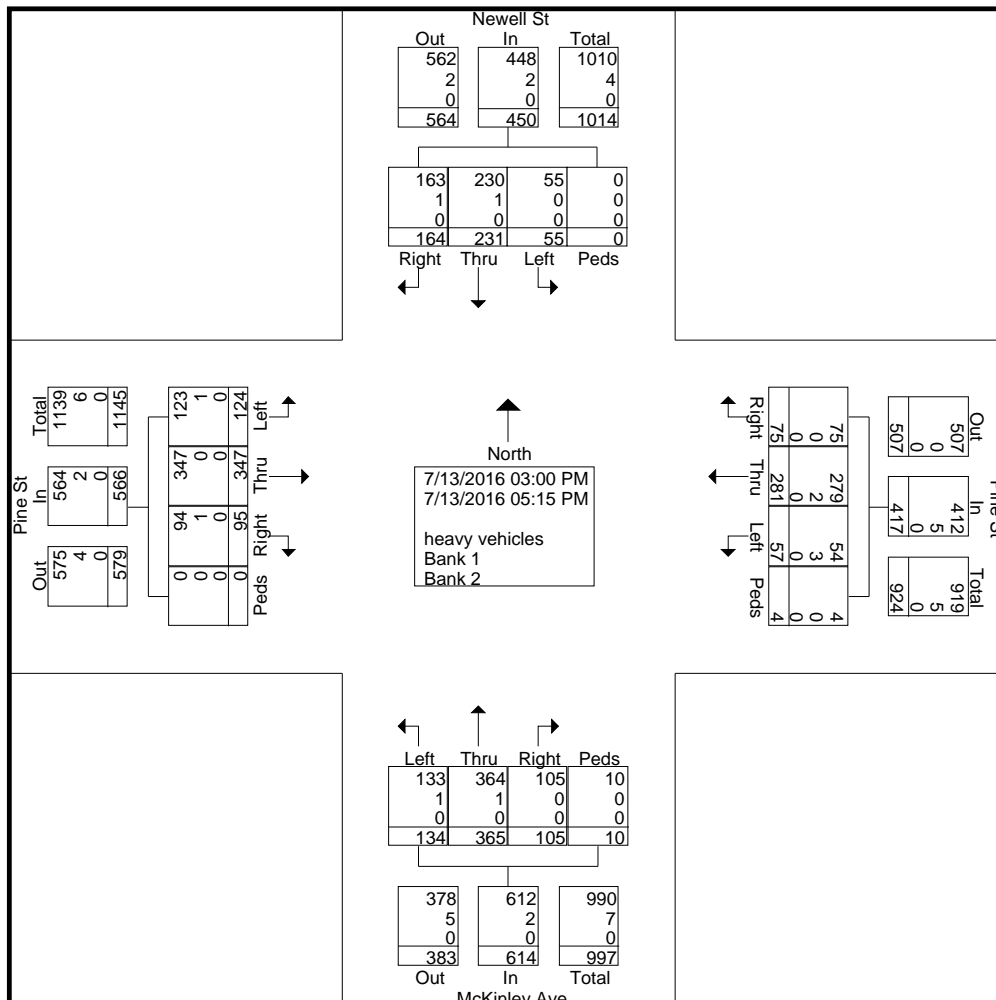 Newell St
Out In Total
562 448 1010
2 2 4
0 0 0
564 450 1014
163 230 55 0
1 1 0 0
0 0 0 0
164 231 55 0
Right Thru Left Peds
Pine St
Total
1139
6
0
1145
In
564
2
0
566
Out
575
4
0
579
Left
123
1
0
124
Thru
347
0
0
347
Right
94
1
0
95
Peds
0
0
0
0
North
7/13/2016 03:00 PM
7/13/2016 05:15 PM
heavy vehicles
Bank 1
Bank 2
Right
75
0
0
75
Thru
279
2
0
281
Left
54
3
0
57
Peds
4
0
0
4
Pine St
Out
507
0
0
507
In
412
5
0
417
Total
919
5
0
924
Left Thru Right Peds
133 364 105 10
1 1 0 0
0 0 0 0
134 365 105 10
378 612 990
5 2 7
0 0 0
383 614 997
Out In Total
McKinley Ave